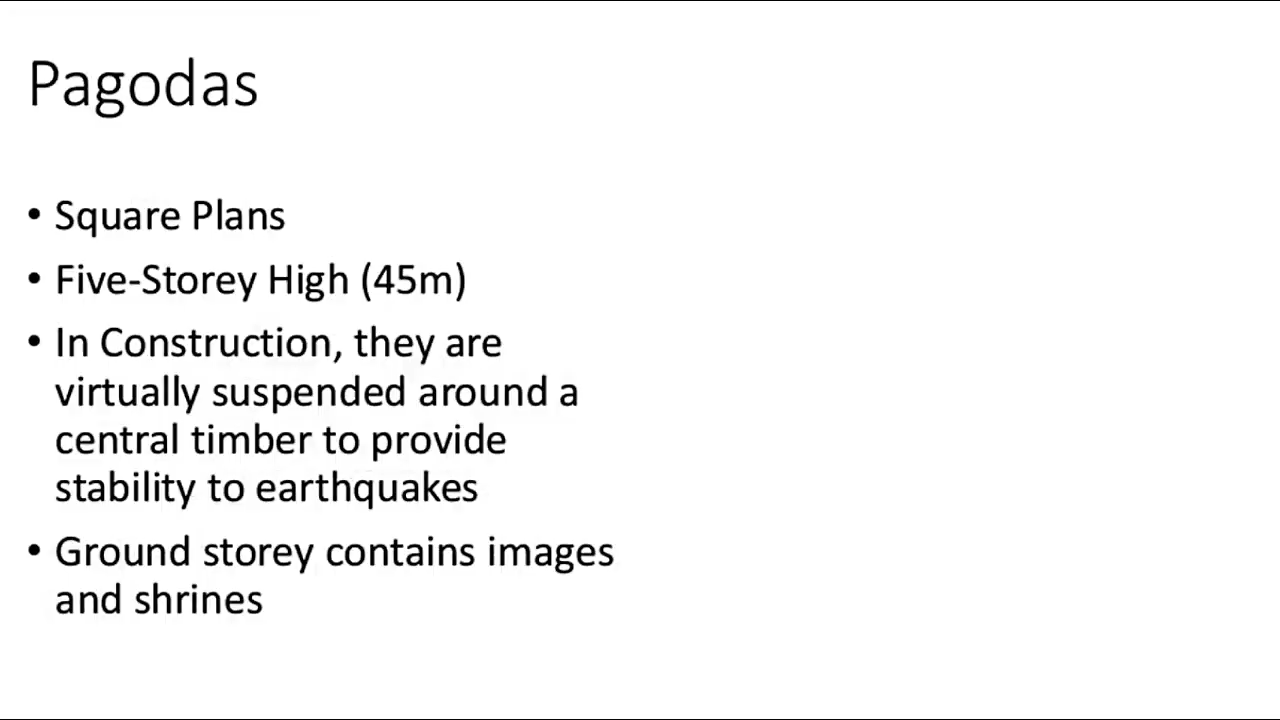 Pagodas
• Square Plans
• Five-Storey High (45m)
• In Construction, they are
virtually suspended around a
central timber to provide
stability to earthquakes
• Ground storey contains images
and shrines